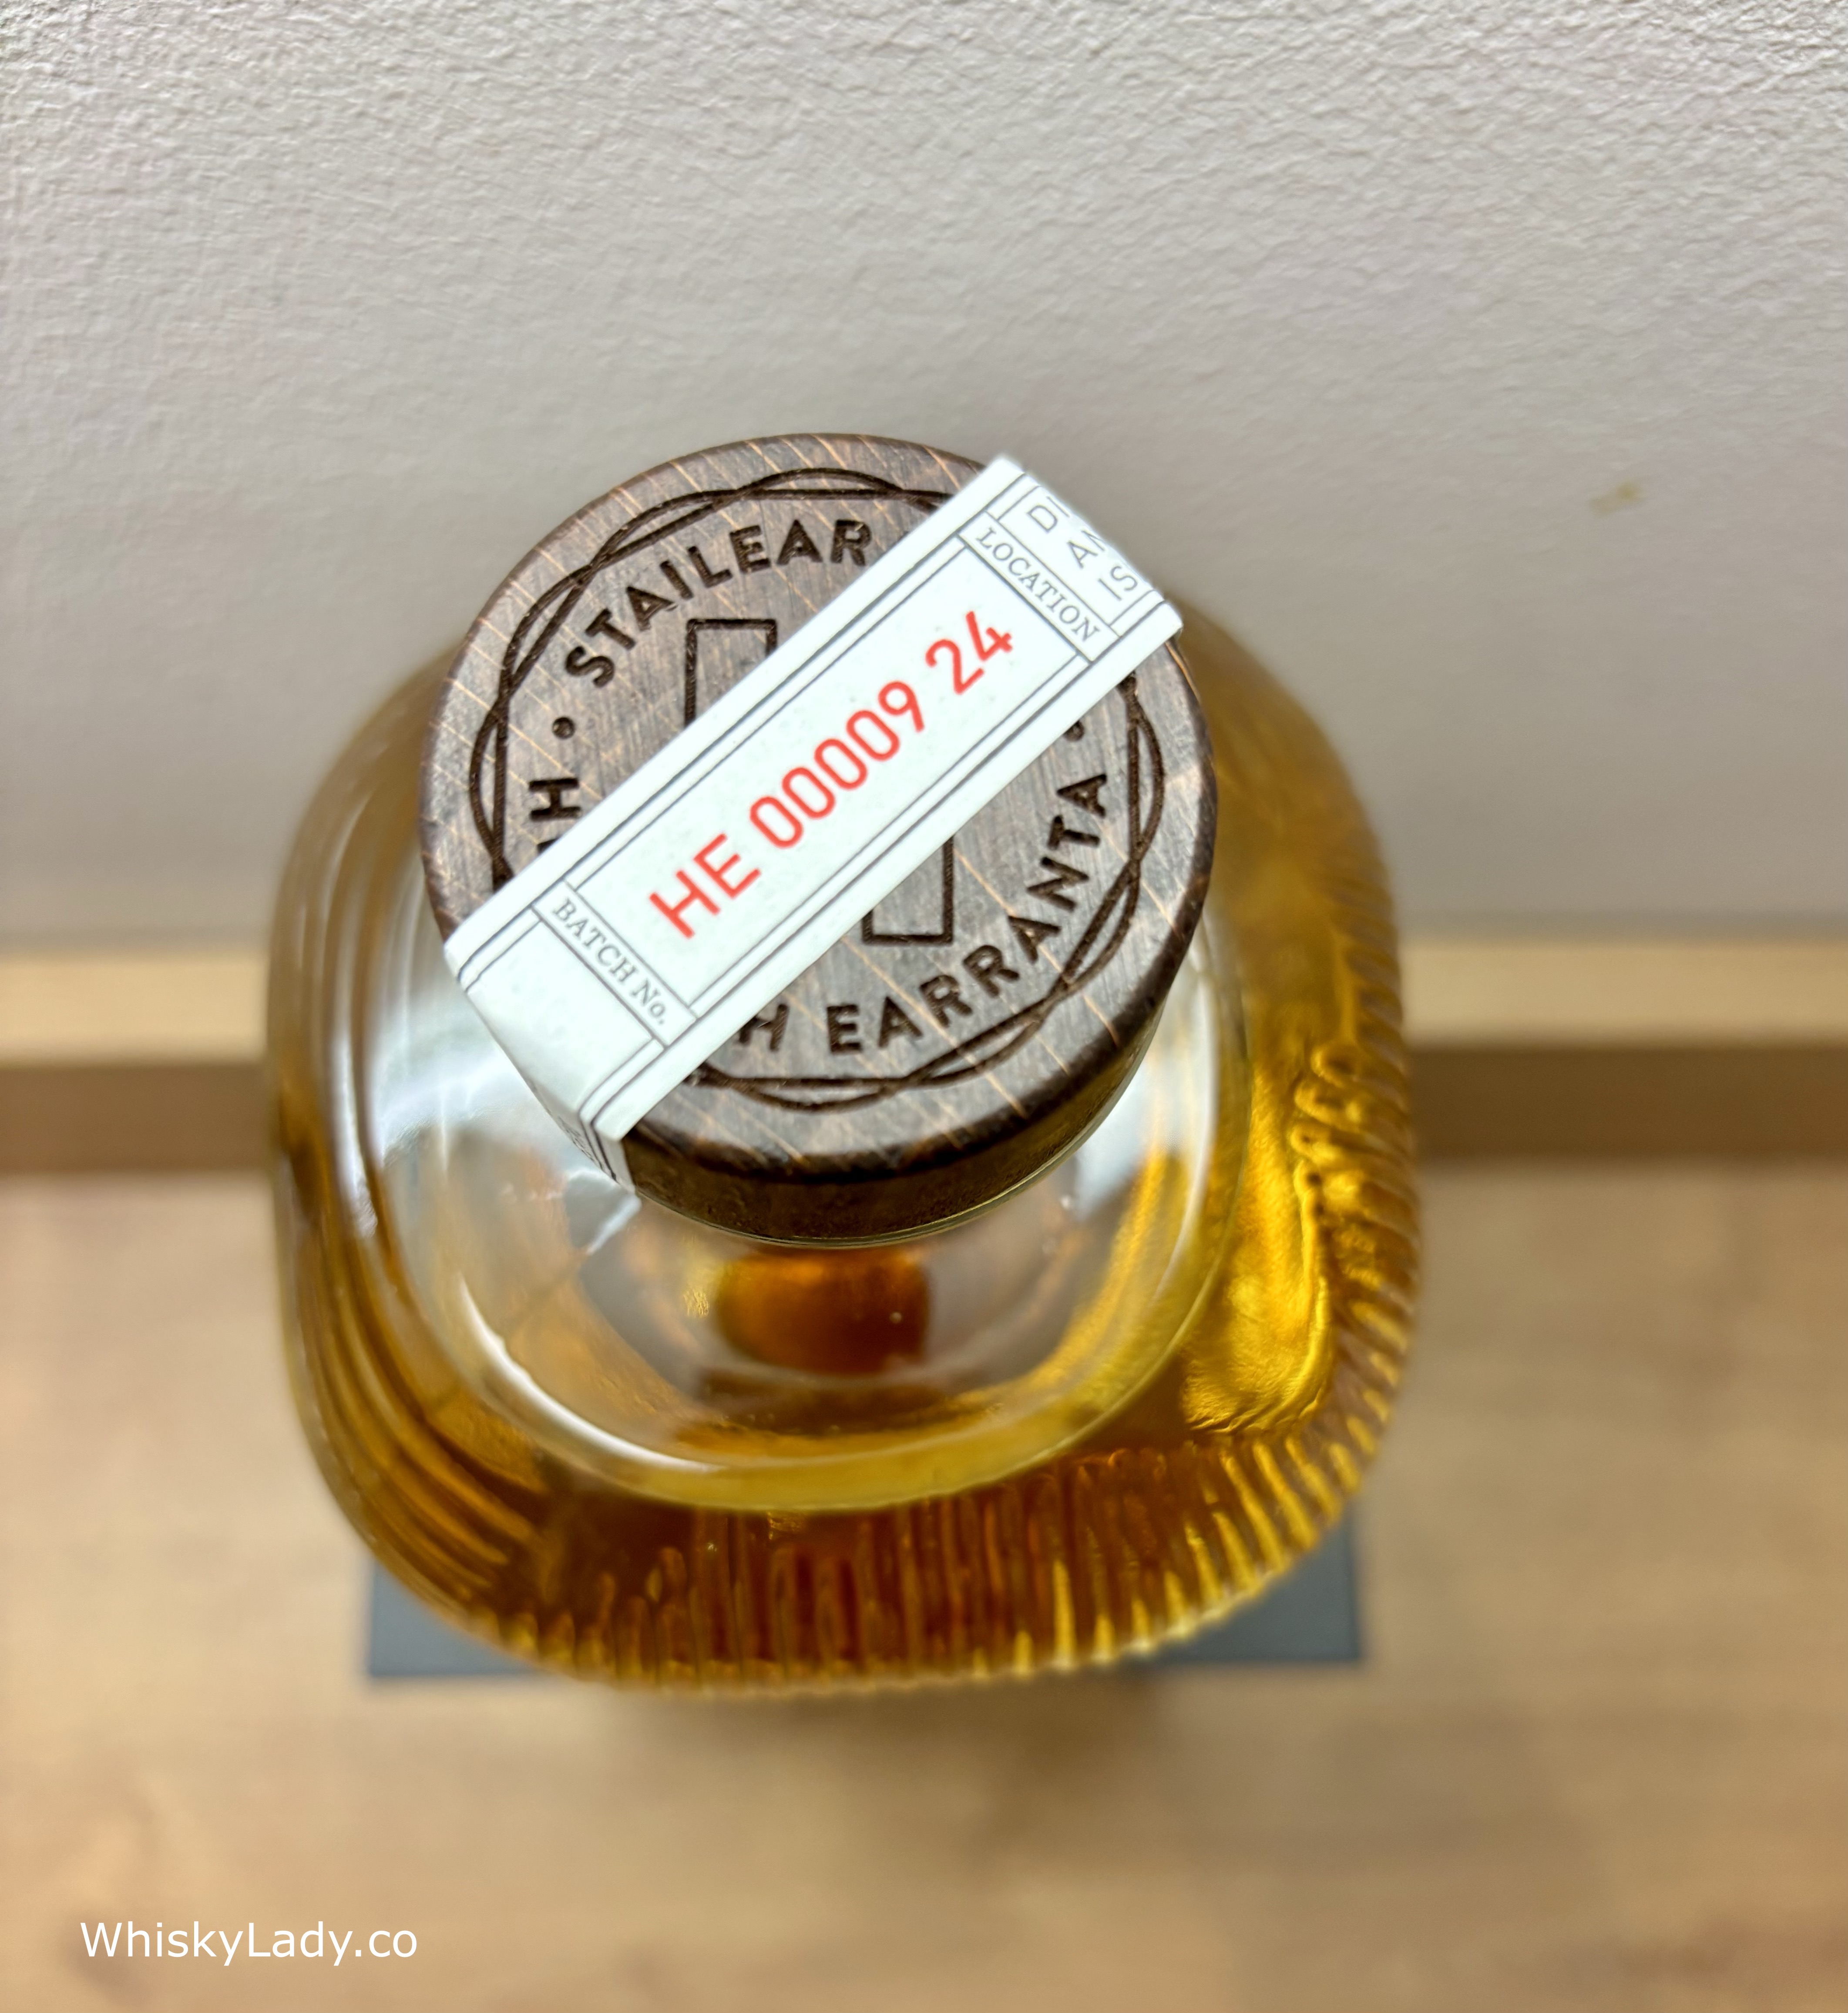 STAILEAR
EARRANTA
LOCATION
HE 00009 24
BATCH No.
WhiskyLady.co